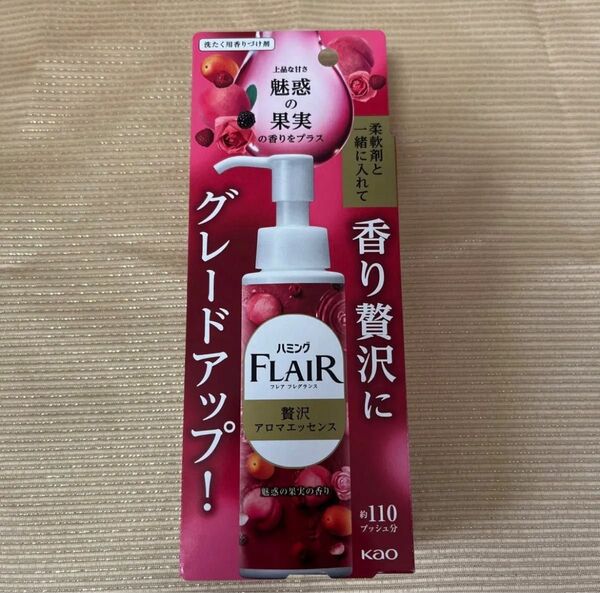 洗たく用香りづけ剤
上品な甘さ
魅惑
の
果実
の香りをプラス
柔軟剤と
一緒に入れて
香り贅沢に
グレードアップ!
ハミング
FLAIR
フレア フレグランス
贅沢
アロマエッセンス
魅惑の果実の香り
約110
プッシュ分
Kao